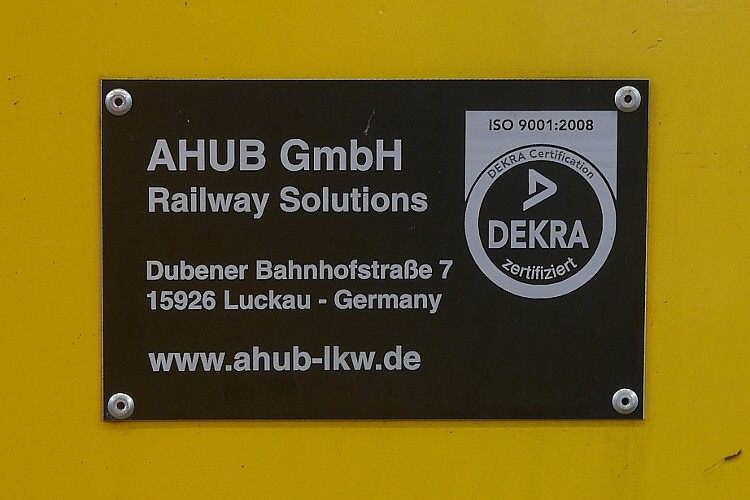 AHUB GmbH
Railway Solutions
Dubener Bahnhofstraße 7
15926 Luckau - Germany
www.ahub-lkw.de
ISO 9001:2008
DEKRA Certification
DEKRA
zertifiziert